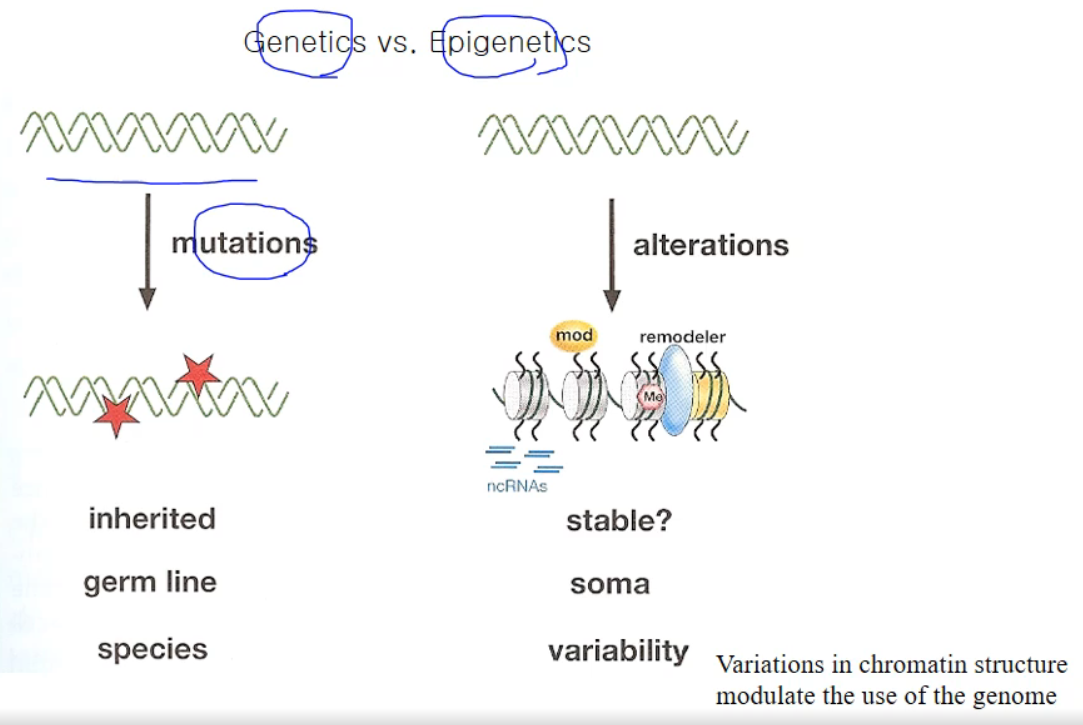 Genetics vs. Epigenetics
mutations
alterations
mod
remodeler
Me
ncRNAs
inherited
stable?
germ line
soma
species
variability
Variations in chromatin structure
modulate the use of the genome